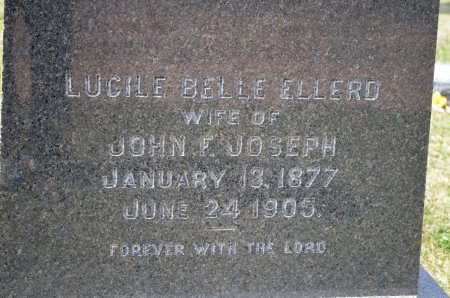 LUCILE BELLE ELLERD
WIFE OF
JOHN F. JOSEPH
JANUARY 13, 1877
JUNE 24 1905.
FOREVER WITH THE LORD